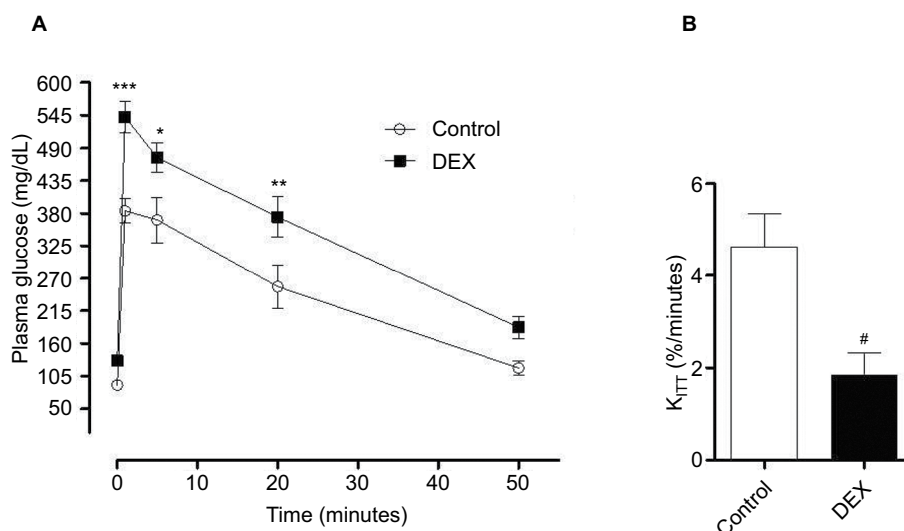 A
600
545
490
435
380
325
270
215
160
105
50
Plasma glucose (mg/dL)
***
*
**
Control
DEX
0
10
20
30
40
50
Time (minutes)
B
6
4
2
0
K_ITT (%/minutes)
#
Control
DEX